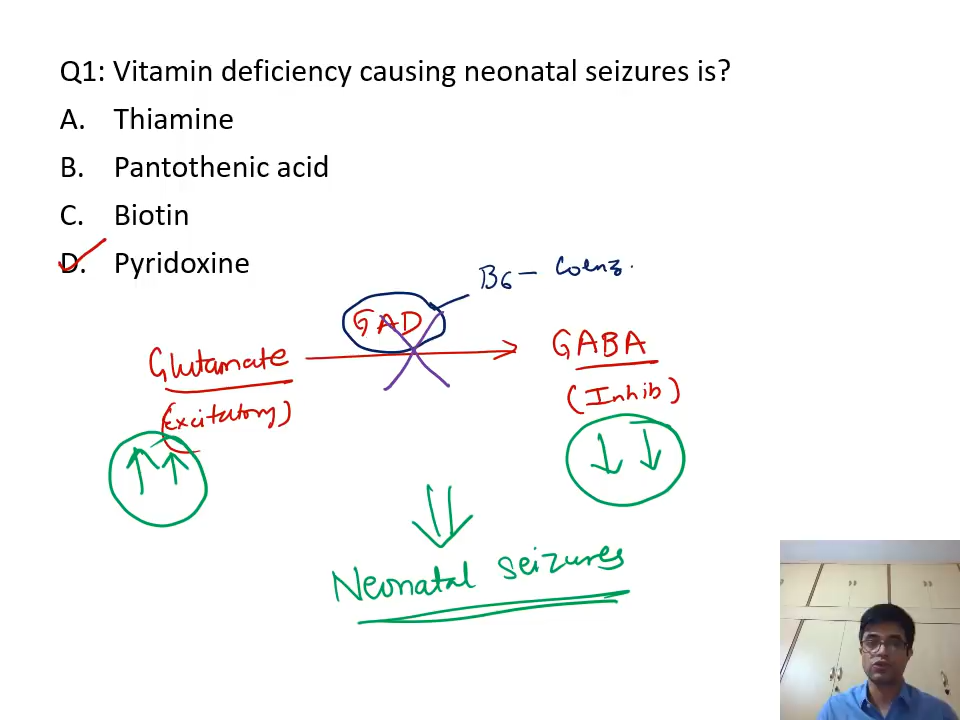 Q1: Vitamin deficiency causing neonatal seizures is?
A. Thiamine
B. Pantothenic acid
C. Biotin
D. Pyridoxine
B6 - Coenz.
GAD
Glutamate GABA
(Excitatory) (Inhib)
Neonatal seizures